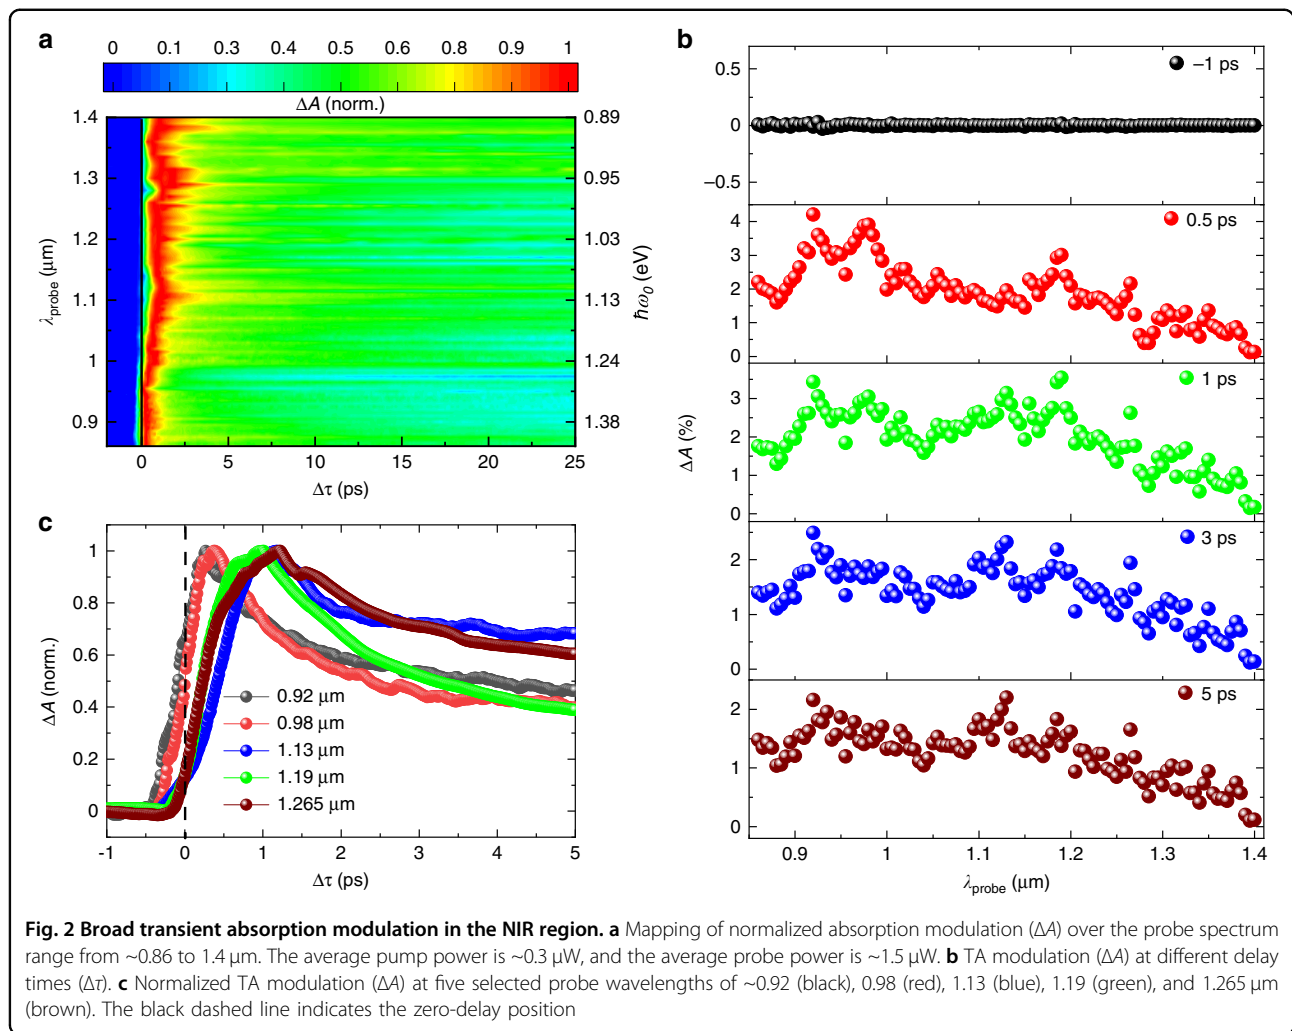 a
0 0.1 0.3 0.4 0.6 0.8 0.9 1
ΔA (norm.)
1.4 0.89
1.3 0.95
1.2 1.03
1.1 1.13
1 1.24
0.9 1.38
λprobe (μm)
ℏω0 (eV)
0 5 10 15 20 25
Δτ (ps)
b
0.5
0
–0.5
–1 ps
4
3
2
1
0
0.5 ps
3
2
1
0
1 ps
2
1
0
3 ps
2
1
0
5 ps
ΔA (%)
0.9 1 1.1 1.2 1.3 1.4
λprobe (μm)
c
1
0.8
0.6
0.4
0.2
0
ΔA (norm.)
0.92 μm
0.98 μm
1.13 μm
1.19 μm
1.265 μm
-1 0 1 2 3 4 5
Δτ (ps)
Fig. 2 Broad transient absorption modulation in the NIR region. a Mapping of normalized absorption modulation (ΔA) over the probe spectrum
range from ~0.86 to 1.4 μm. The average pump power is ~0.3 μW, and the average probe power is ~1.5 μW. b TA modulation (ΔA) at different delay
times (Δτ). c Normalized TA modulation (ΔA) at five selected probe wavelengths of ~0.92 (black), 0.98 (red), 1.13 (blue), 1.19 (green), and 1.265 μm
(brown). The black dashed line indicates the zero-delay position